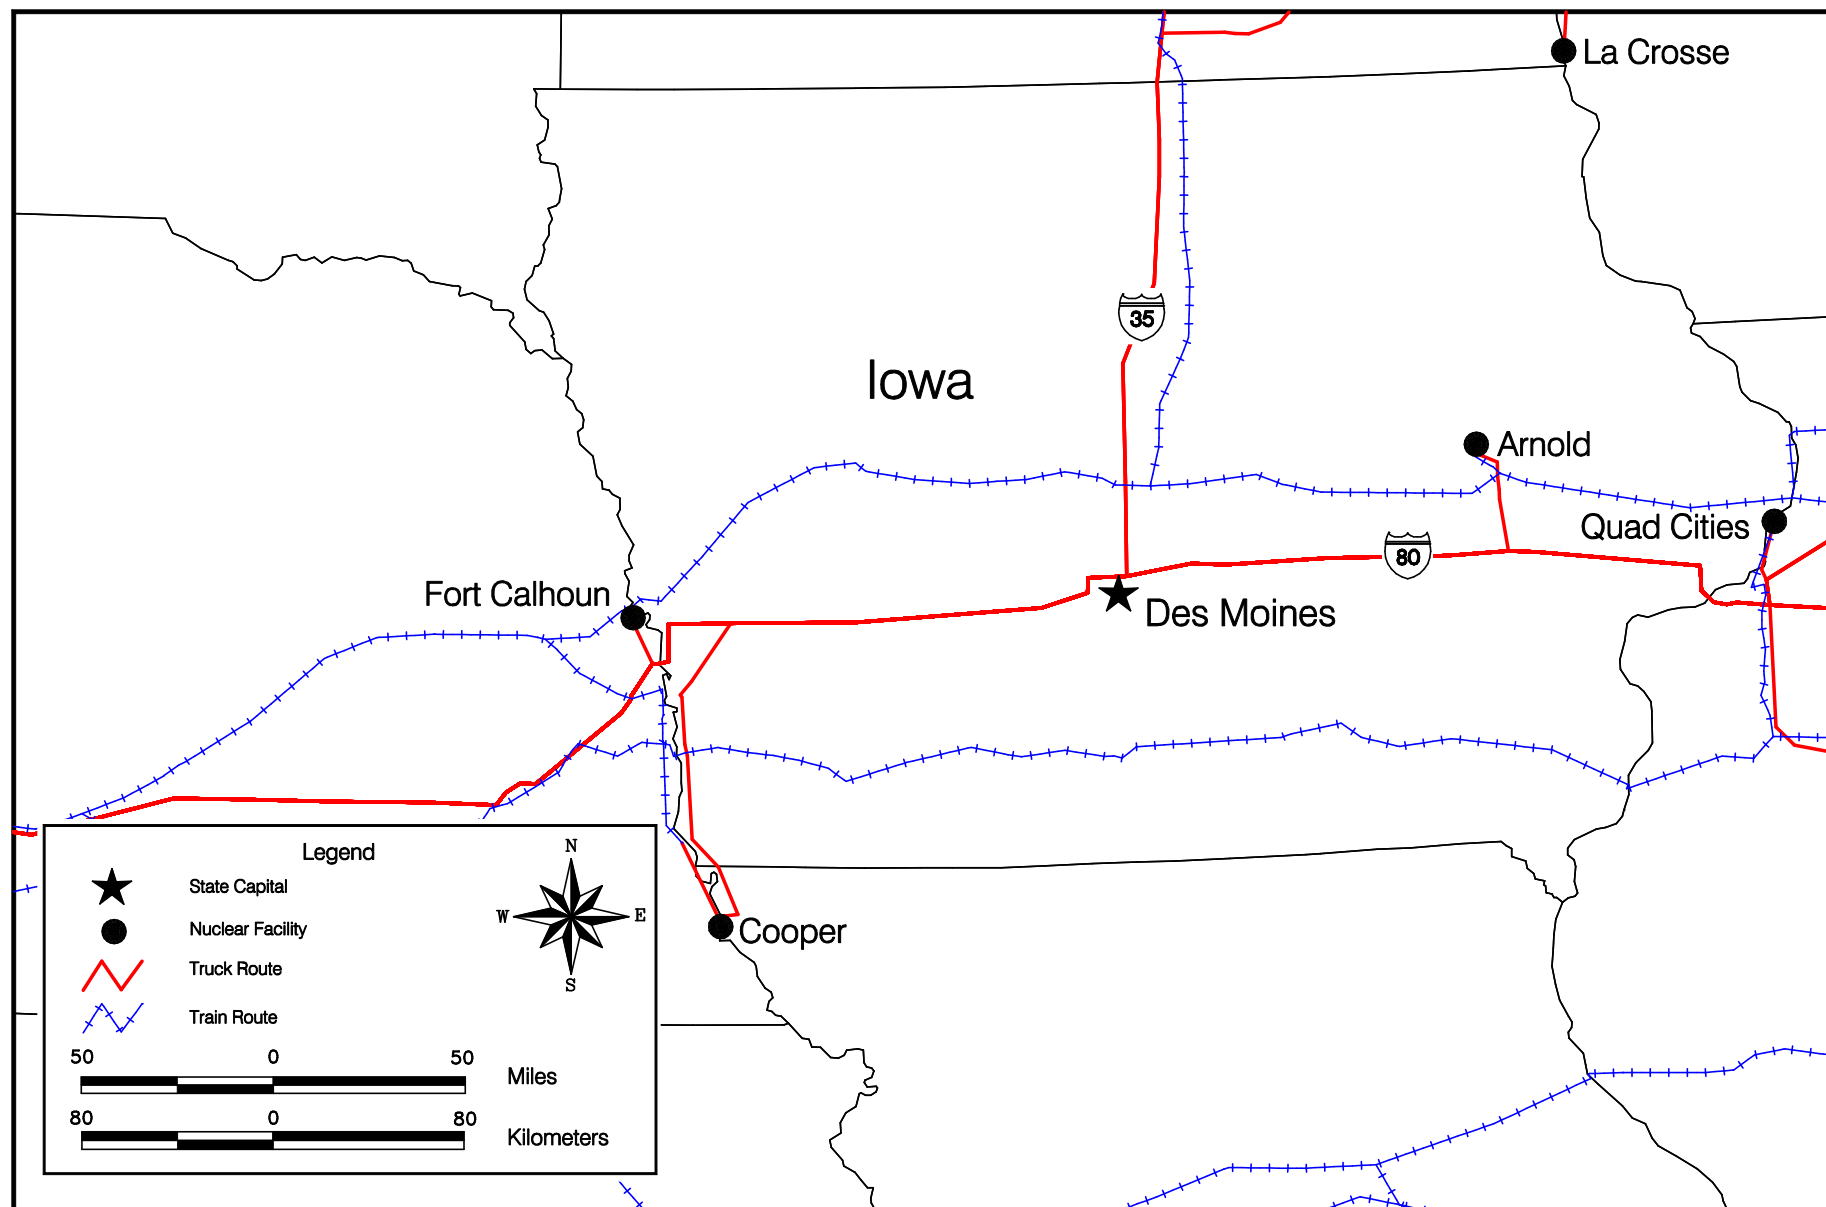 La Crosse
35
Iowa
Arnold
Quad Cities
80
Fort Calhoun
Des Moines
Legend
N
State Capital
W
E
Nuclear Facility
Cooper
Truck Route
S
Train Route
50 0 50
Miles
80 0 80
Kilometers